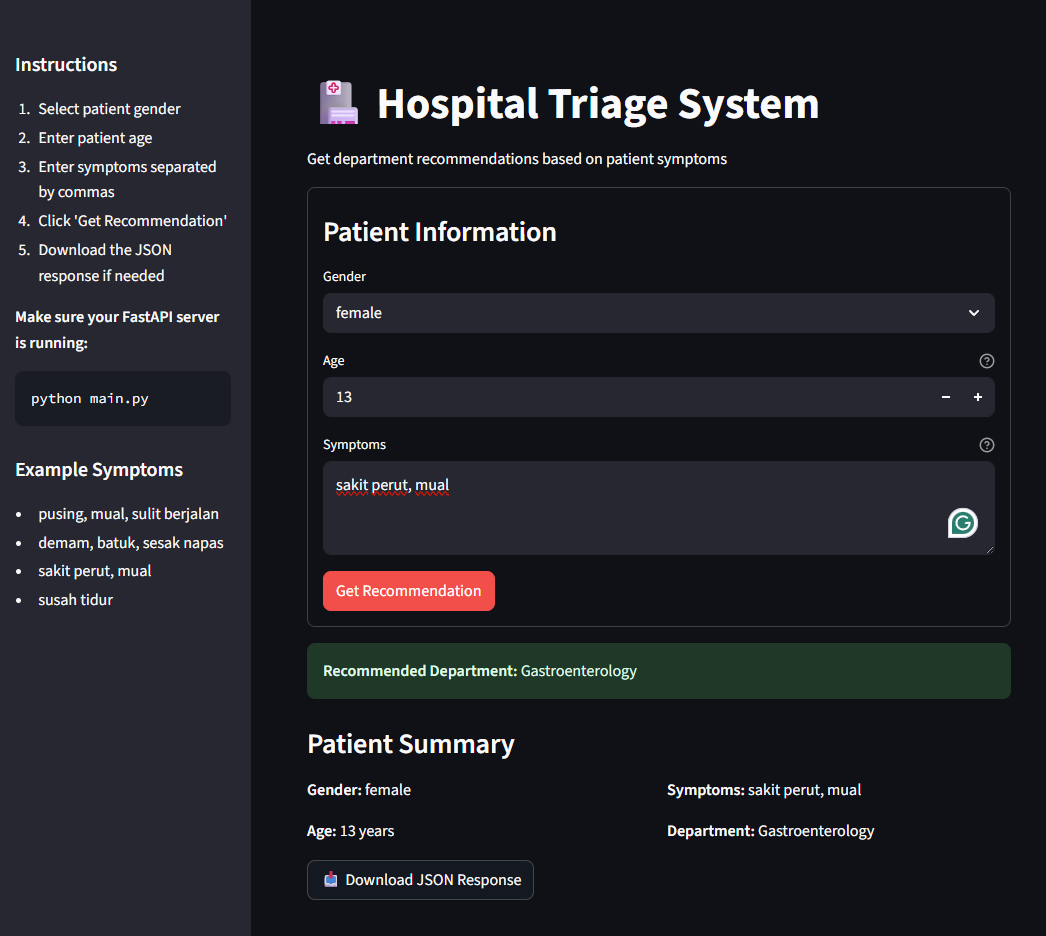 Instructions
1. Select patient gender
2. Enter patient age
3. Enter symptoms separated
by commas
4. Click 'Get Recommendation'
5. Download the JSON
response if needed
Make sure your FastAPI server
is running:
python main.py
Example Symptoms
• pusing, mual, sulit berjalan
• demam, batuk, sesak napas
• sakit perut, mual
• susah tidur
Hospital Triage System
Get department recommendations based on patient symptoms
Patient Information
Gender
female
Age
13
Symptoms
sakit perut, mual
Get Recommendation
Recommended Department: Gastroenterology
Patient Summary
Gender: female
Symptoms: sakit perut, mual
Age: 13 years
Department: Gastroenterology
Download JSON Response